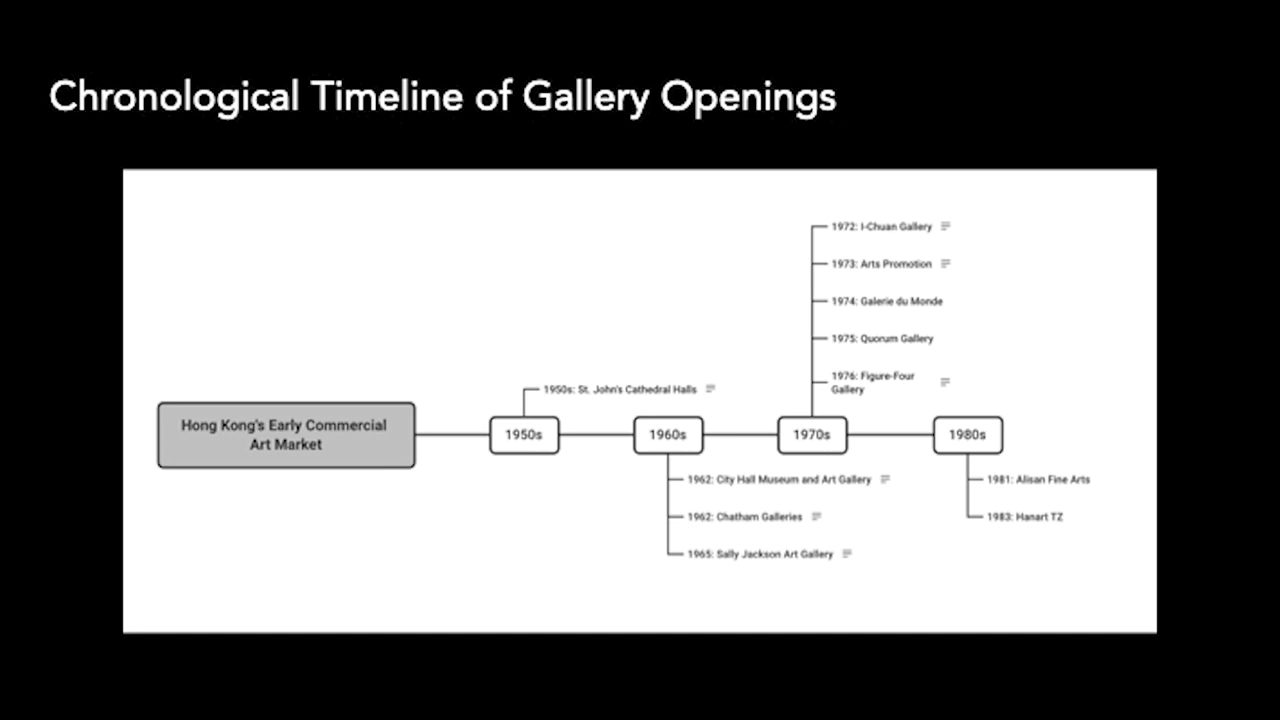 Chronological Timeline of Gallery Openings
1972: I-Chuan Gallery
1973: Arts Promotion
1974: Galerie du Monde
1975: Quorum Gallery
1976: Figure-Four
Gallery
1950s: St. John's Cathedral Halls
Hong Kong's Early Commercial
Art Market
1950s
1960s
1970s
1980s
1962: City Hall Museum and Art Gallery
1981: Alisan Fine Arts
1962: Chatham Galleries
1983: Hanart TZ
1965: Sally Jackson Art Gallery